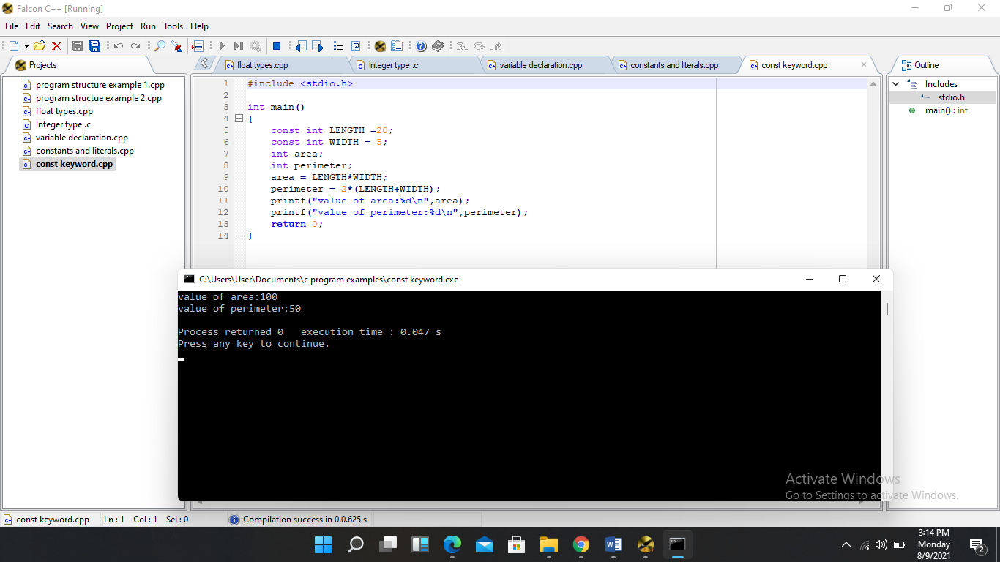 Falcon C++ [Running]
File Edit Search View Project Run Tools Help
Projects
float types.cpp
Integer type .c
variable declaration.cpp
constants and literals.cpp
const keyword.cpp
Outline
program structure example 1.cpp
program structue example 2.cpp
float types.cpp
Integer type .c
variable declaration.cpp
constants and literals.cpp
const keyword.cpp
1 #include <stdio.h>
2
3 int main()
4 {
5 const int LENGTH =20;
6 const int WIDTH = 5;
7 int area;
8 int perimeter;
9 area = LENGTH*WIDTH;
10 perimeter = 2*(LENGTH+WIDTH);
11 printf("value of area:%d\n",area);
12 printf("value of perimeter:%d\n",perimeter);
13 return 0;
14 }
Includes
stdio.h
main() : int
C:\Users\User\Documents\c program examples\const keyword.exe
value of area:100
value of perimeter:50
Process returned 0 execution time : 0.047 s
Press any key to continue.
Activate Windows
Go to Settings to activate Windows.
const keyword.cpp Ln : 1 Col : 1 Sel : 0 Compilation success in 0.0.625 s
3:14 PM
Monday
8/9/2021
2